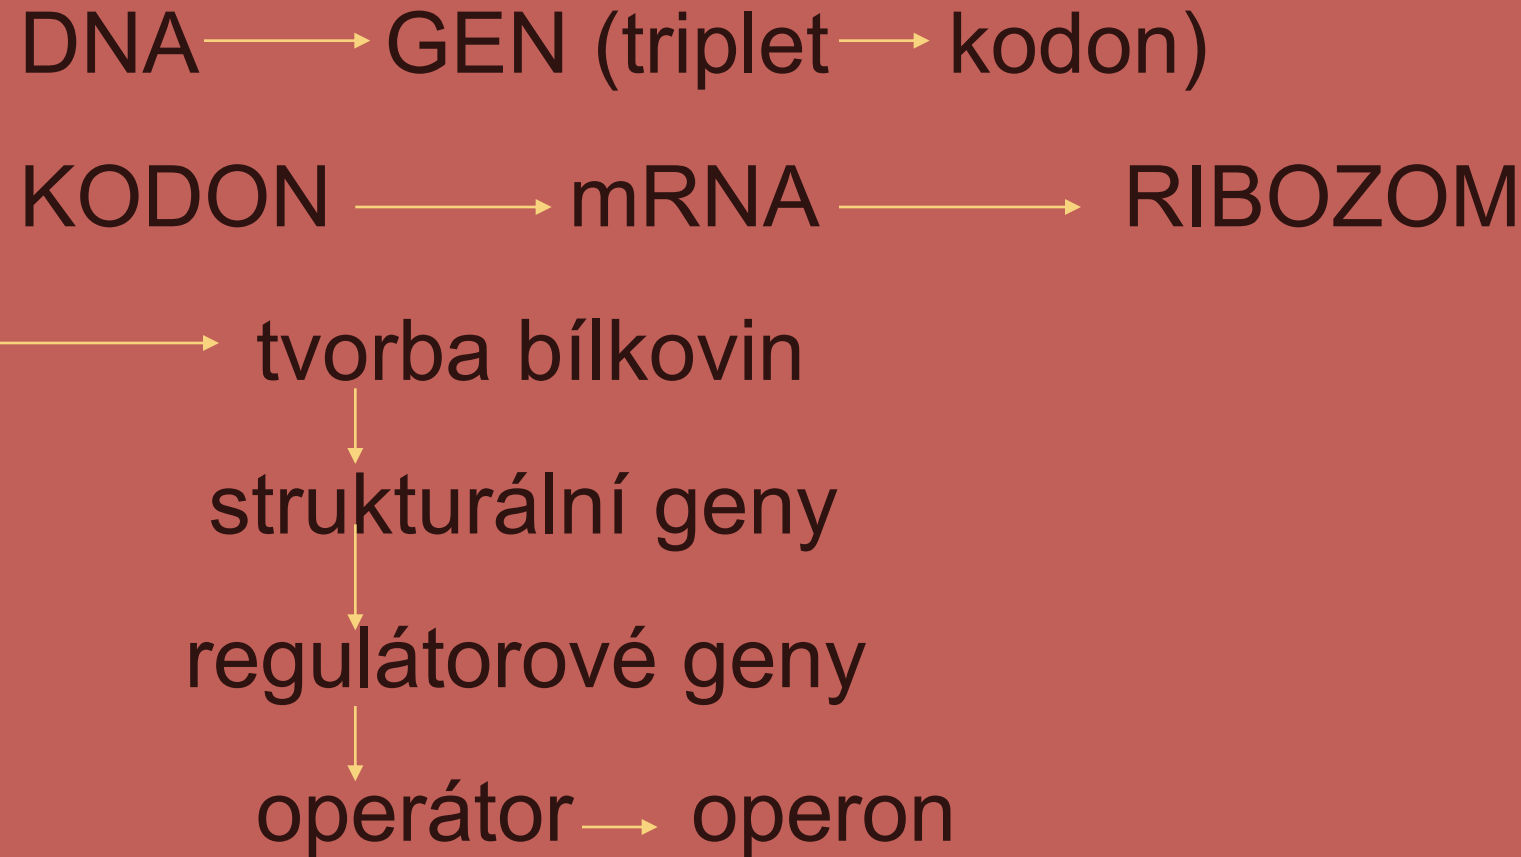 DNA → GEN (triplet → kodon)
KODON → mRNA → RIBOZOM
→ tvorba bílkovin
strukturální geny
regulátorové geny
operátor → operon